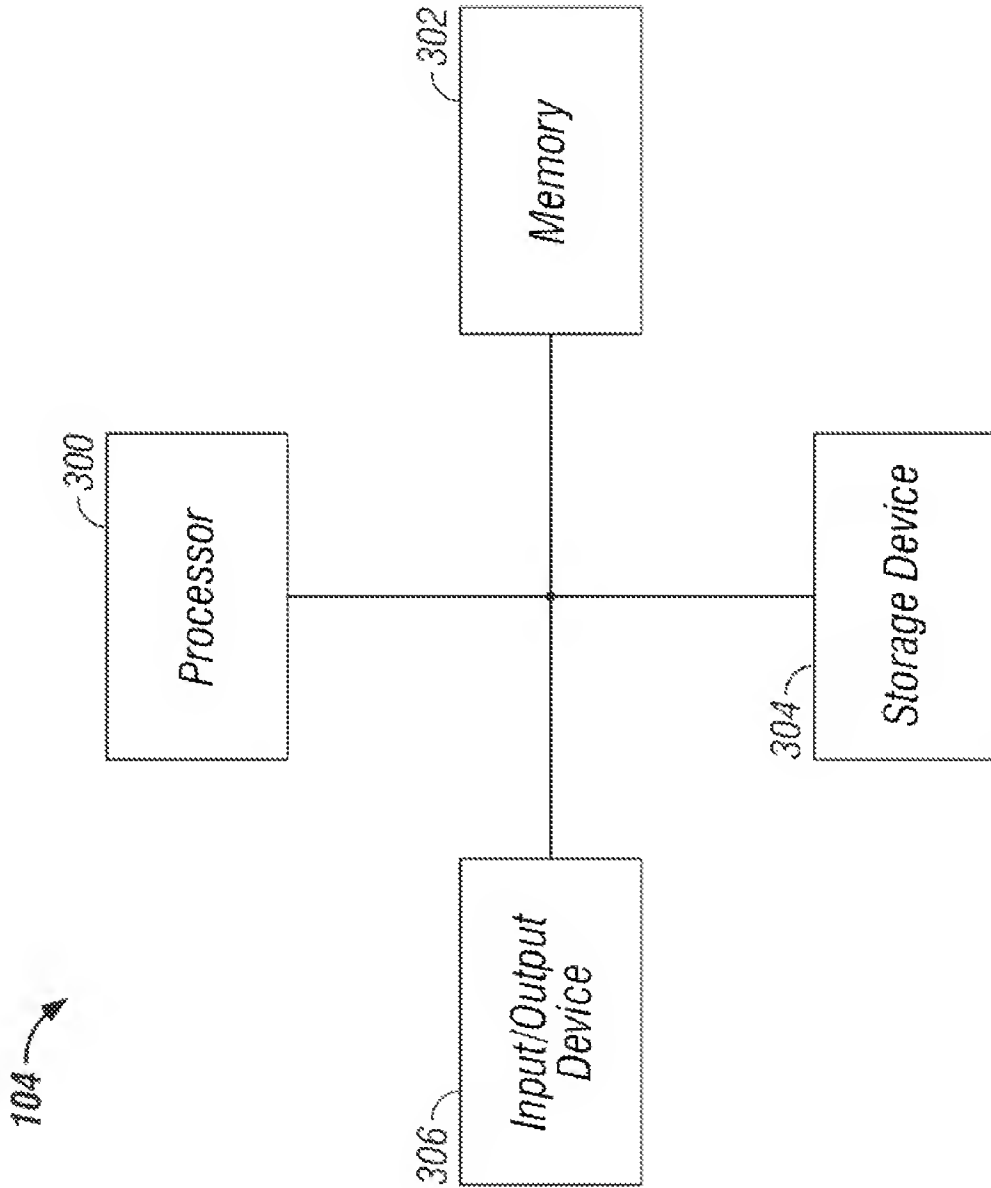 104
300
Processor
302
Memory
304
Storage Device
306
Input/Output
Device